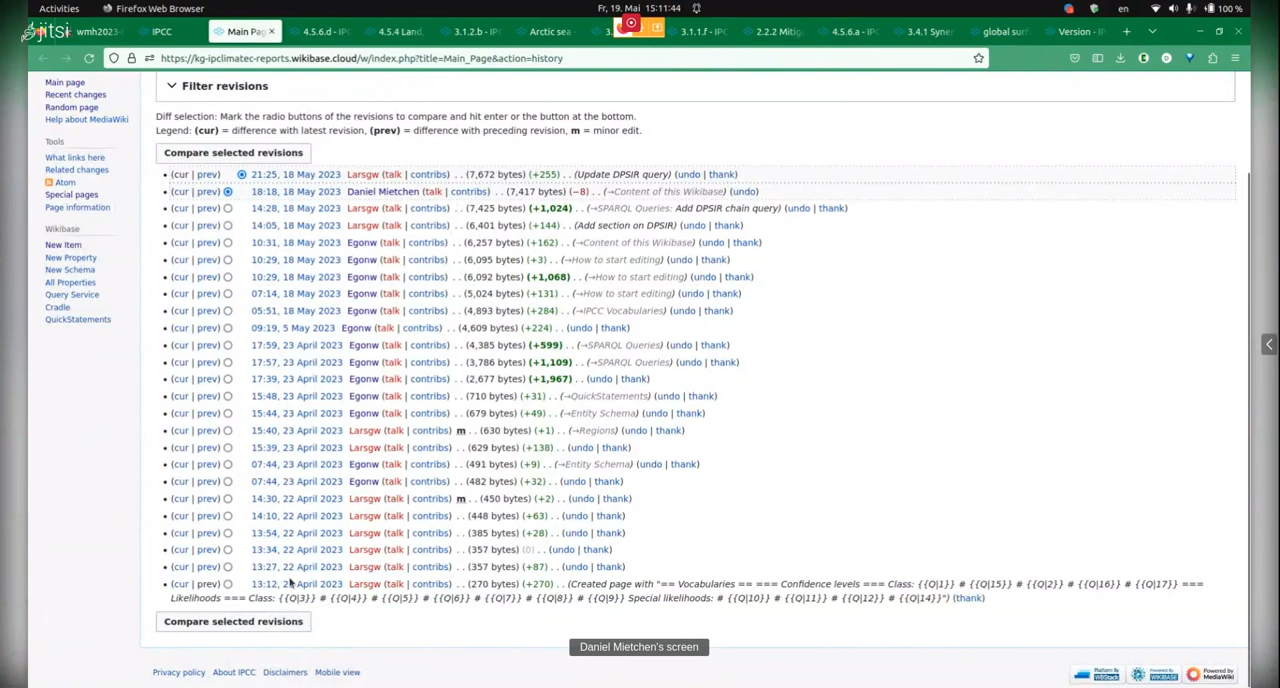 Activities Firefox Web Browser Fr, 19. Mai 15:11:44 en 100 %
jitsi wmh2023- IPCC Main Pag 4.5.6.d - IP 4.5.4 Land, 3.1.2.b - IP Arctic sea 3. 3.1.1.f - IP 2.2.2 Mitig 4.5.6.a - IP 3.4.1 Syne global sur Version - IP
https://kg-ipclimatec-reports.wikibase.cloud/w/index.php?title=Main_Page&action=history
Main page
Recent changes
Random page
Help about MediaWiki
Tools
What links here
Related changes
Atom
Special pages
Page information
Wikibase
New Item
New Property
New Schema
All Properties
Query Service
Cradle
QuickStatements
Filter revisions
Diff selection: Mark the radio buttons of the revisions to compare and hit enter or the button at the bottom.
Legend: (cur) = difference with latest revision, (prev) = difference with preceding revision, m = minor edit.
Compare selected revisions
• (cur | prev) 21:25, 18 May 2023 Larsgw (talk | contribs) . . (7,672 bytes) (+255) . . (Update DPSIR query) (undo | thank)
• (cur | prev) 18:18, 18 May 2023 Daniel Mietchen (talk | contribs) . . (7,417 bytes) (−8) . . (→Content of this Wikibase) (undo)
• (cur | prev) 14:28, 18 May 2023 Larsgw (talk | contribs) . . (7,425 bytes) (+1,024) . . (→SPARQL Queries: Add DPSIR chain query) (undo | thank)
• (cur | prev) 14:05, 18 May 2023 Larsgw (talk | contribs) . . (6,401 bytes) (+144) . . (Add section on DPSIR) (undo | thank)
• (cur | prev) 10:31, 18 May 2023 Egonw (talk | contribs) . . (6,257 bytes) (+162) . . (→Content of this Wikibase) (undo | thank)
• (cur | prev) 10:29, 18 May 2023 Egonw (talk | contribs) . . (6,095 bytes) (+3) . . (→How to start editing) (undo | thank)
• (cur | prev) 10:29, 18 May 2023 Egonw (talk | contribs) . . (6,092 bytes) (+1,068) . . (→How to start editing) (undo | thank)
• (cur | prev) 07:14, 18 May 2023 Egonw (talk | contribs) . . (5,024 bytes) (+131) . . (→How to start editing) (undo | thank)
• (cur | prev) 05:51, 18 May 2023 Egonw (talk | contribs) . . (4,893 bytes) (+284) . . (→IPCC Vocabularies) (undo | thank)
• (cur | prev) 09:19, 5 May 2023 Egonw (talk | contribs) . . (4,609 bytes) (+224) . . (undo | thank)
• (cur | prev) 17:59, 23 April 2023 Egonw (talk | contribs) . . (4,385 bytes) (+599) . . (→SPARQL Queries) (undo | thank)
• (cur | prev) 17:57, 23 April 2023 Egonw (talk | contribs) . . (3,786 bytes) (+1,109) . . (→SPARQL Queries) (undo | thank)
• (cur | prev) 17:39, 23 April 2023 Egonw (talk | contribs) . . (2,677 bytes) (+1,967) . . (undo | thank)
• (cur | prev) 15:48, 23 April 2023 Egonw (talk | contribs) . . (710 bytes) (+31) . . (→QuickStatements) (undo | thank)
• (cur | prev) 15:44, 23 April 2023 Egonw (talk | contribs) . . (679 bytes) (+49) . . (→Entity Schema) (undo | thank)
• (cur | prev) 15:40, 23 April 2023 Larsgw (talk | contribs) m . . (630 bytes) (+1) . . (→Regions) (undo | thank)
• (cur | prev) 15:39, 23 April 2023 Larsgw (talk | contribs) . . (629 bytes) (+138) . . (undo | thank)
• (cur | prev) 07:44, 23 April 2023 Egonw (talk | contribs) . . (491 bytes) (+9) . . (→Entity Schema) (undo | thank)
• (cur | prev) 07:44, 23 April 2023 Egonw (talk | contribs) . . (482 bytes) (+32) . . (undo | thank)
• (cur | prev) 14:30, 22 April 2023 Larsgw (talk | contribs) m . . (450 bytes) (+2) . . (undo | thank)
• (cur | prev) 14:10, 22 April 2023 Larsgw (talk | contribs) . . (448 bytes) (+63) . . (undo | thank)
• (cur | prev) 13:54, 22 April 2023 Larsgw (talk | contribs) . . (385 bytes) (+28) . . (undo | thank)
• (cur | prev) 13:34, 22 April 2023 Larsgw (talk | contribs) . . (357 bytes) (0) . . (undo | thank)
• (cur | prev) 13:27, 22 April 2023 Larsgw (talk | contribs) . . (357 bytes) (+87) . . (undo | thank)
• (cur | prev) 13:12, 2 April 2023 Larsgw (talk | contribs) . . (270 bytes) (+270) . . (Created page with "== Vocabularies == === Confidence levels === Class: {{Q|1}} # {{Q|15}} # {{Q|2}} # {{Q|16}} # {{Q|17}} ===
Likelihoods === Class: {{Q|3}} # {{Q|4}} # {{Q|5}} # {{Q|6}} # {{Q|7}} # {{Q|8}} # {{Q|9}} Special likelihoods: # {{Q|10}} # {{Q|11}} # {{Q|12}} # {{Q|14}}") (thank)
Compare selected revisions
Daniel Mietchen's screen
Privacy policy About IPCC Disclaimers Mobile view
Platform by WBStack Powered by WIKIBASE Powered by MediaWiki